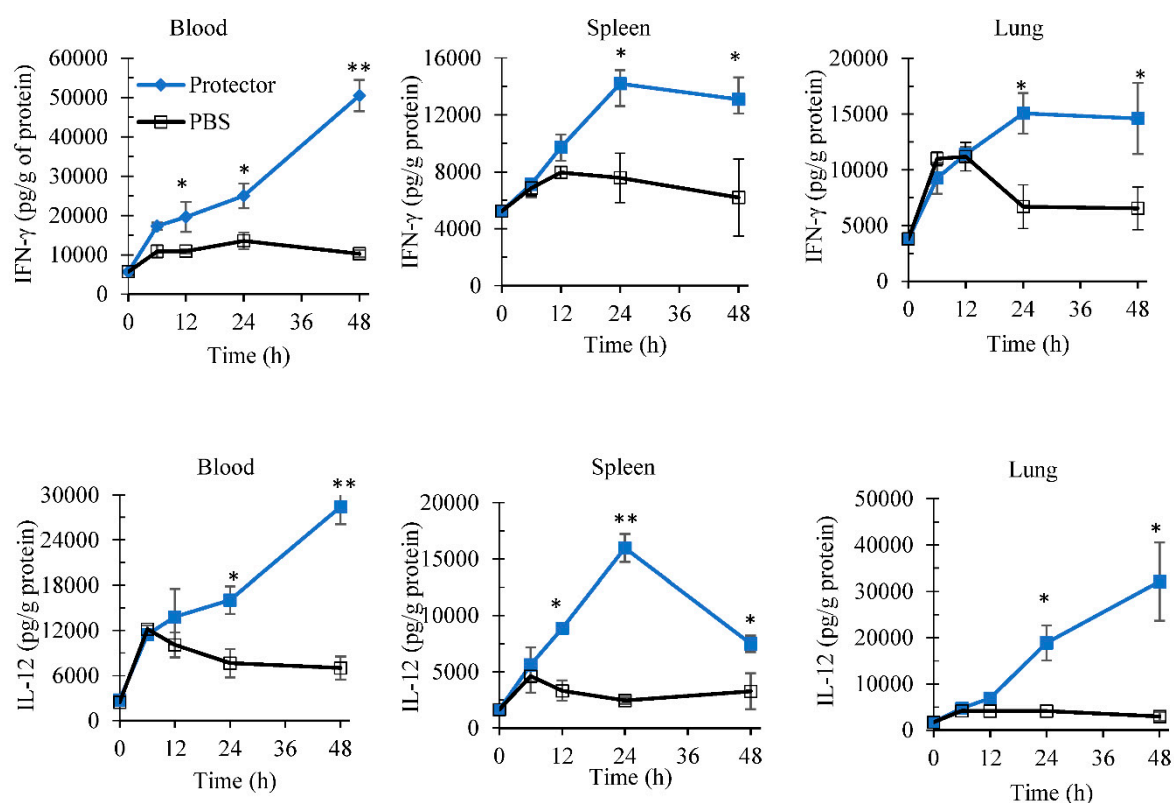 Blood
IFN-γ (pg/g of protein)
60000
50000
40000
30000
20000
10000
0
Protector
PBS
*
*
**
0 12 24 36 48
Time (h)
Spleen
IFN-γ (pg/g protein)
16000
12000
8000
4000
0
*
*
0 12 24 36 48
Time (h)
Lung
IFN-γ (pg/g protein)
20000
15000
10000
5000
0
*
*
0 12 24 36 48
Time (h)
Blood
IL-12 (pg/g protein)
30000
24000
18000
12000
6000
0
*
**
0 12 24 36 48
Time (h)
Spleen
IL-12 (pg/g protein)
20000
15000
10000
5000
0
*
**
*
0 12 24 36 48
Time (h)
Lung
IL-12 (pg/g protein)
50000
40000
30000
20000
10000
0
*
*
0 12 24 36 48
Time (h)